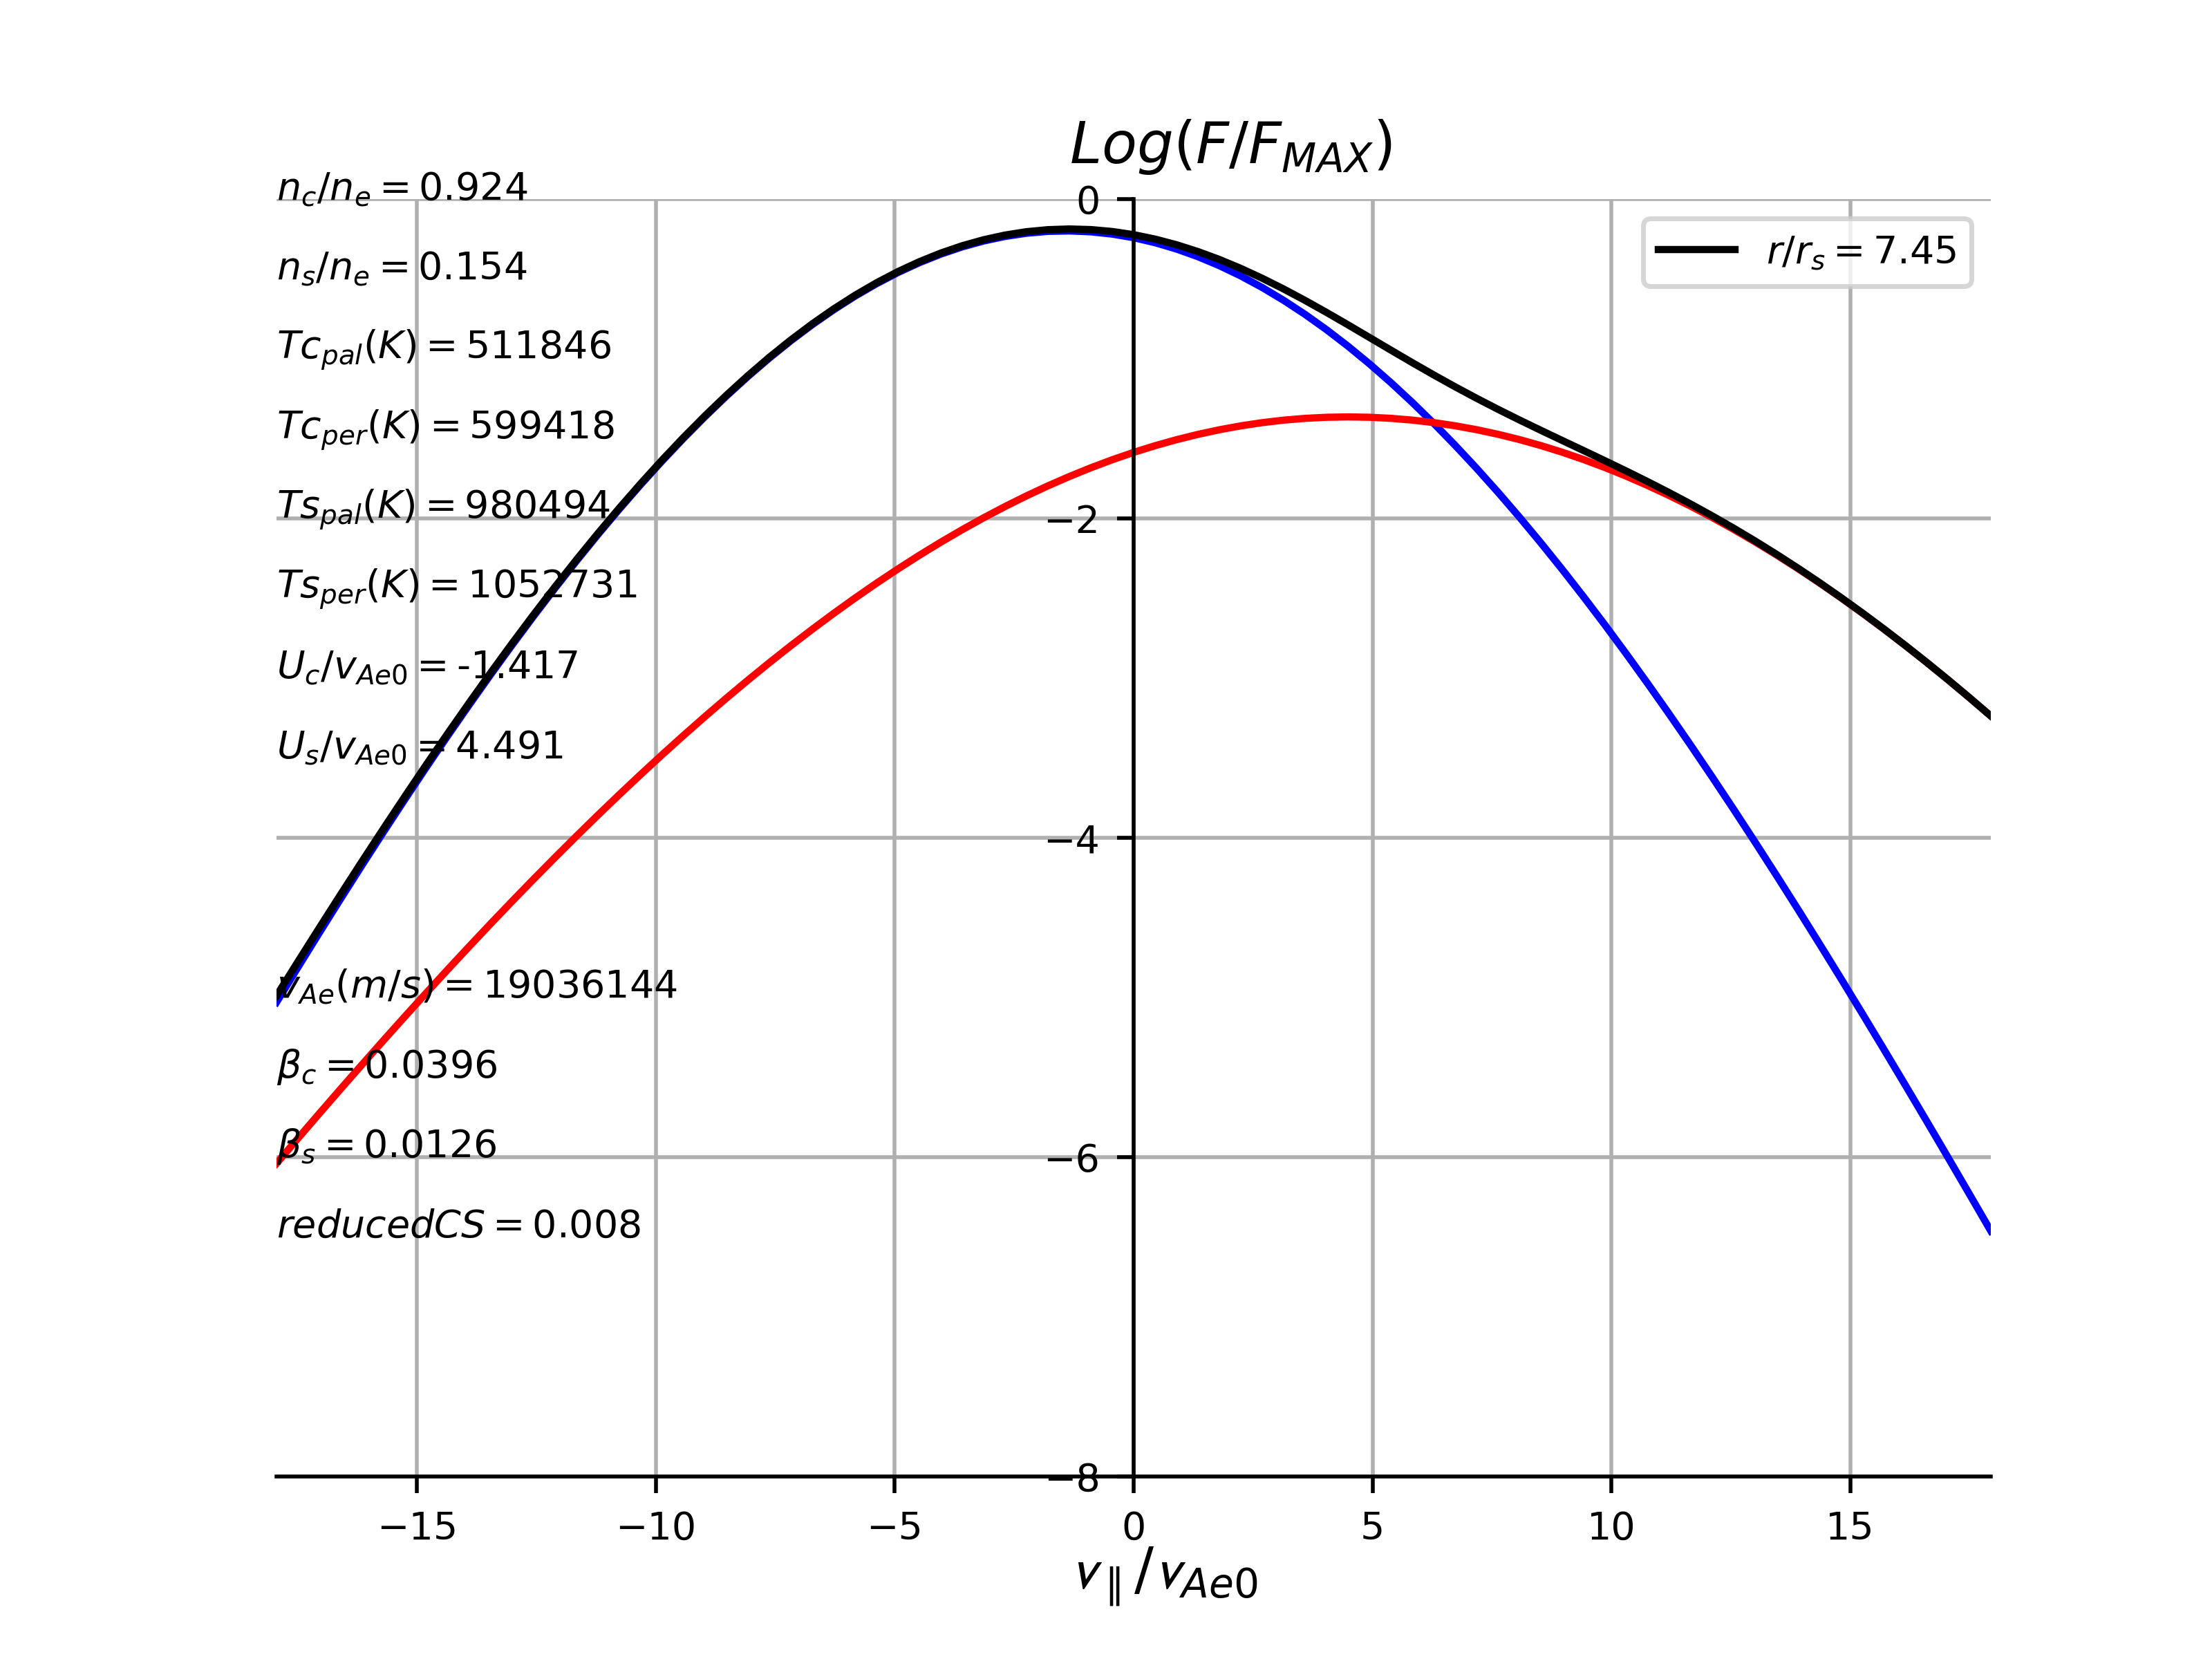 Log(F/F_MAX)
n_c/n_e = 0.924
n_s/n_e = 0.154
Tc_pal(K) = 511846
Tc_per(K) = 599418
Ts_pal(K) = 980494
Ts_per(K) = 1052731
U_c/v_Ae0 = -1.417
U_s/v_Ae0 = 4.491
v_Ae(m/s) = 19036144
β_c = 0.0396
β_s = 0.0126
reducedCS = 0.008
r/r_s = 7.45
0
−2
−4
−6
−8
−15 −10 −5 0 5 10 15
v_∥/v_Ae0